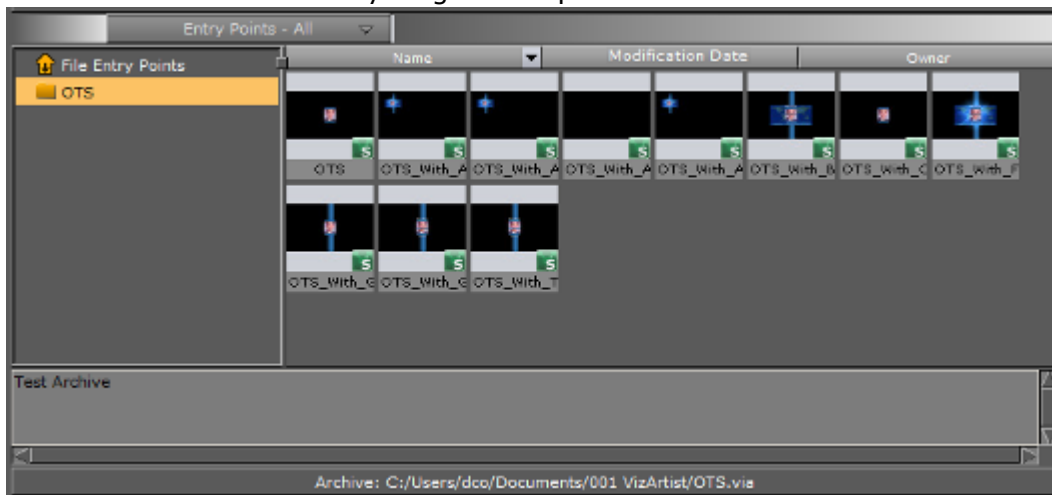 Entry Points - All
File Entry Points
OTS
Name
Modification Date
Owner
OTS
OTS_With_A
OTS_With_A
OTS_With_A
OTS_With_A
OTS_With_B
OTS_With_C
OTS_With_F
OTS_With_G
OTS_With_G
OTS_With_T
Test Archive
Archive: C:/Users/dco/Documents/001 VizArtist/OTS.via